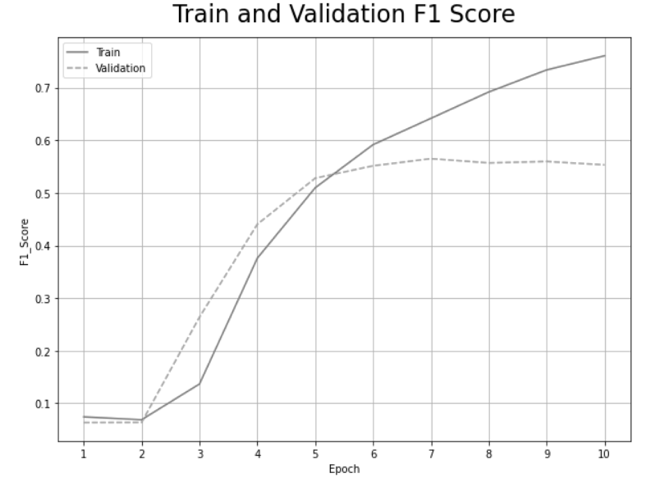 Train and Validation F1 Score
Train
Validation
0.7
0.6
0.5
0.4
0.3
0.2
0.1
F1_Score
1 2 3 4 5 6 7 8 9 10
Epoch